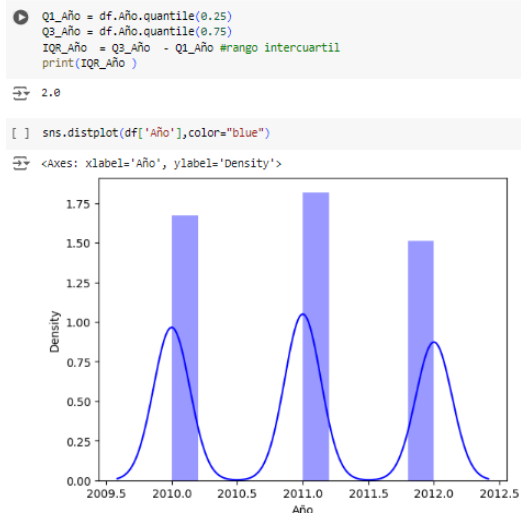 Q1_Año = df.Año.quantile(0.25)
Q3_Año = df.Año.quantile(0.75)
IQR_Año  = Q3_Año  - Q1_Año #rango intercuartil
print(IQR_Año )
2.0
[ ] sns.distplot(df['Año'],color="blue")
<Axes: xlabel='Año', ylabel='Density'>
1.75
1.50
1.25
1.00
0.75
0.50
0.25
0.00
Density
2009.5 2010.0 2010.5 2011.0 2011.5 2012.0 2012.5
Año